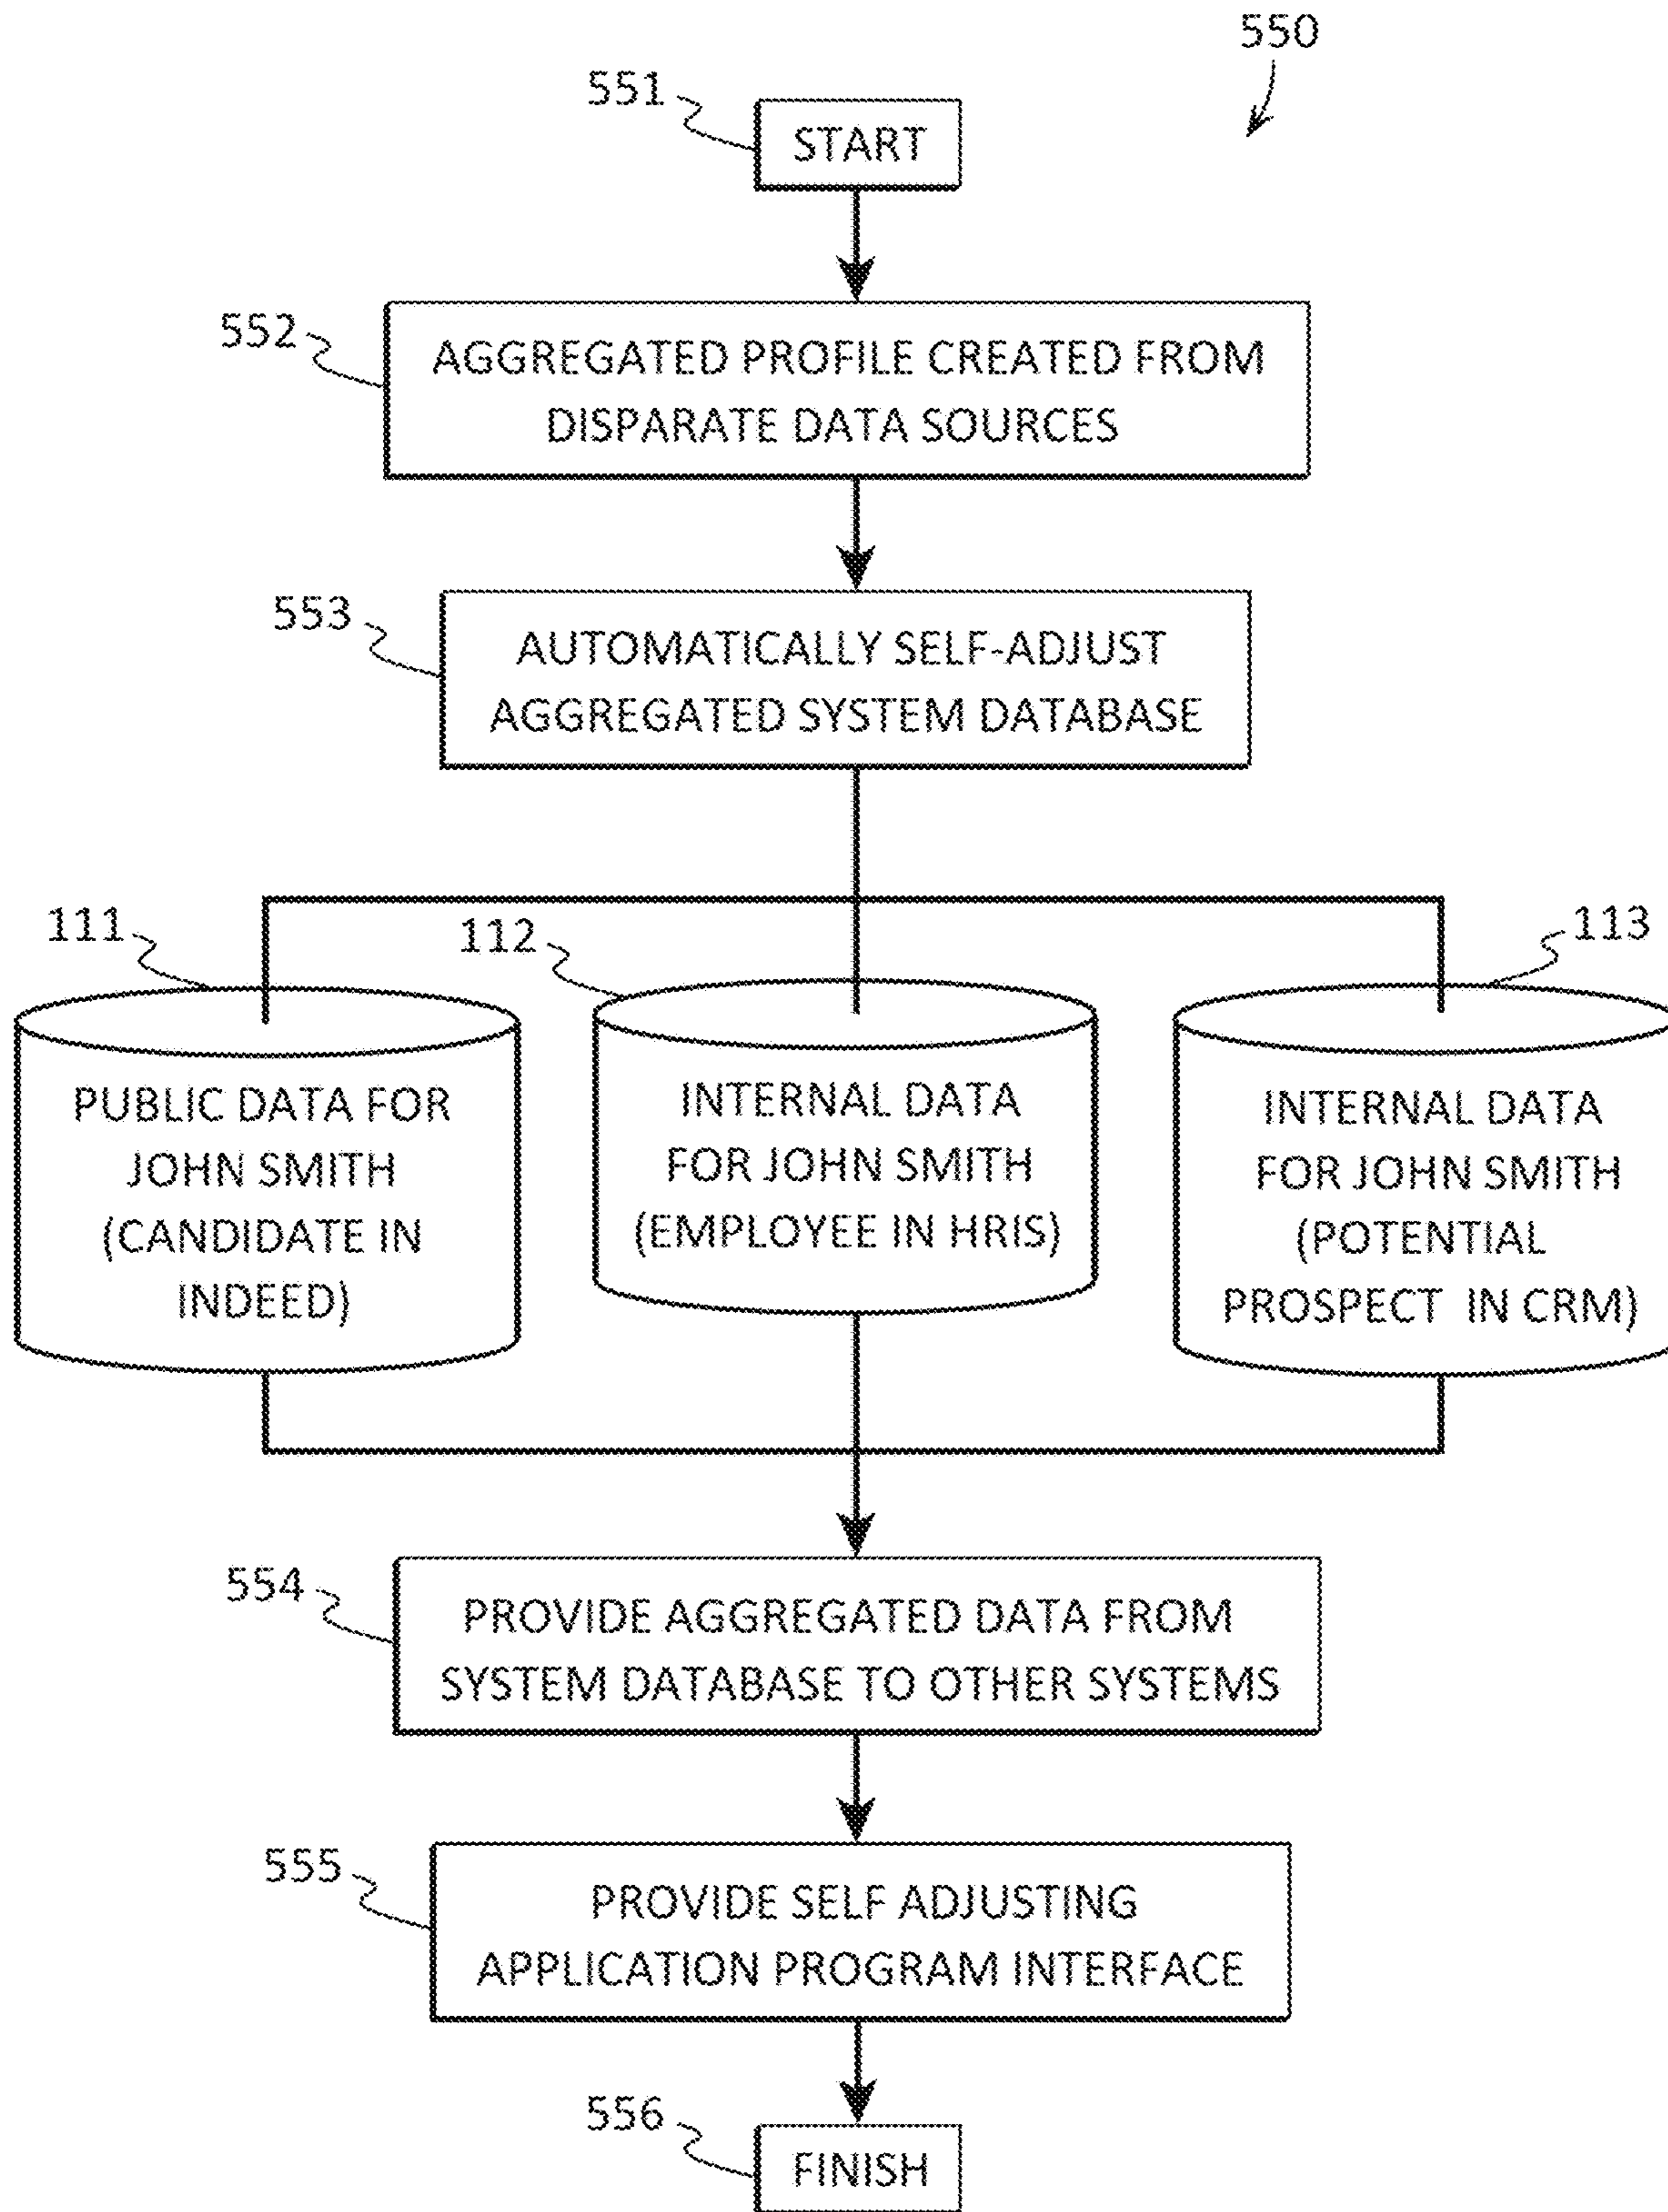 550
551
START
552
AGGREGATED PROFILE CREATED FROM
DISPARATE DATA SOURCES
553
AUTOMATICALLY SELF-ADJUST
AGGREGATED SYSTEM DATABASE
111
PUBLIC DATA FOR
JOHN SMITH
(CANDIDATE IN
INDEED)
112
INTERNAL DATA
FOR JOHN SMITH
(EMPLOYEE IN HRIS)
113
INTERNAL DATA
FOR JOHN SMITH
(POTENTIAL
PROSPECT IN CRM)
554
PROVIDE AGGREGATED DATA FROM
SYSTEM DATABASE TO OTHER SYSTEMS
555
PROVIDE SELF ADJUSTING
APPLICATION PROGRAM INTERFACE
556
FINISH